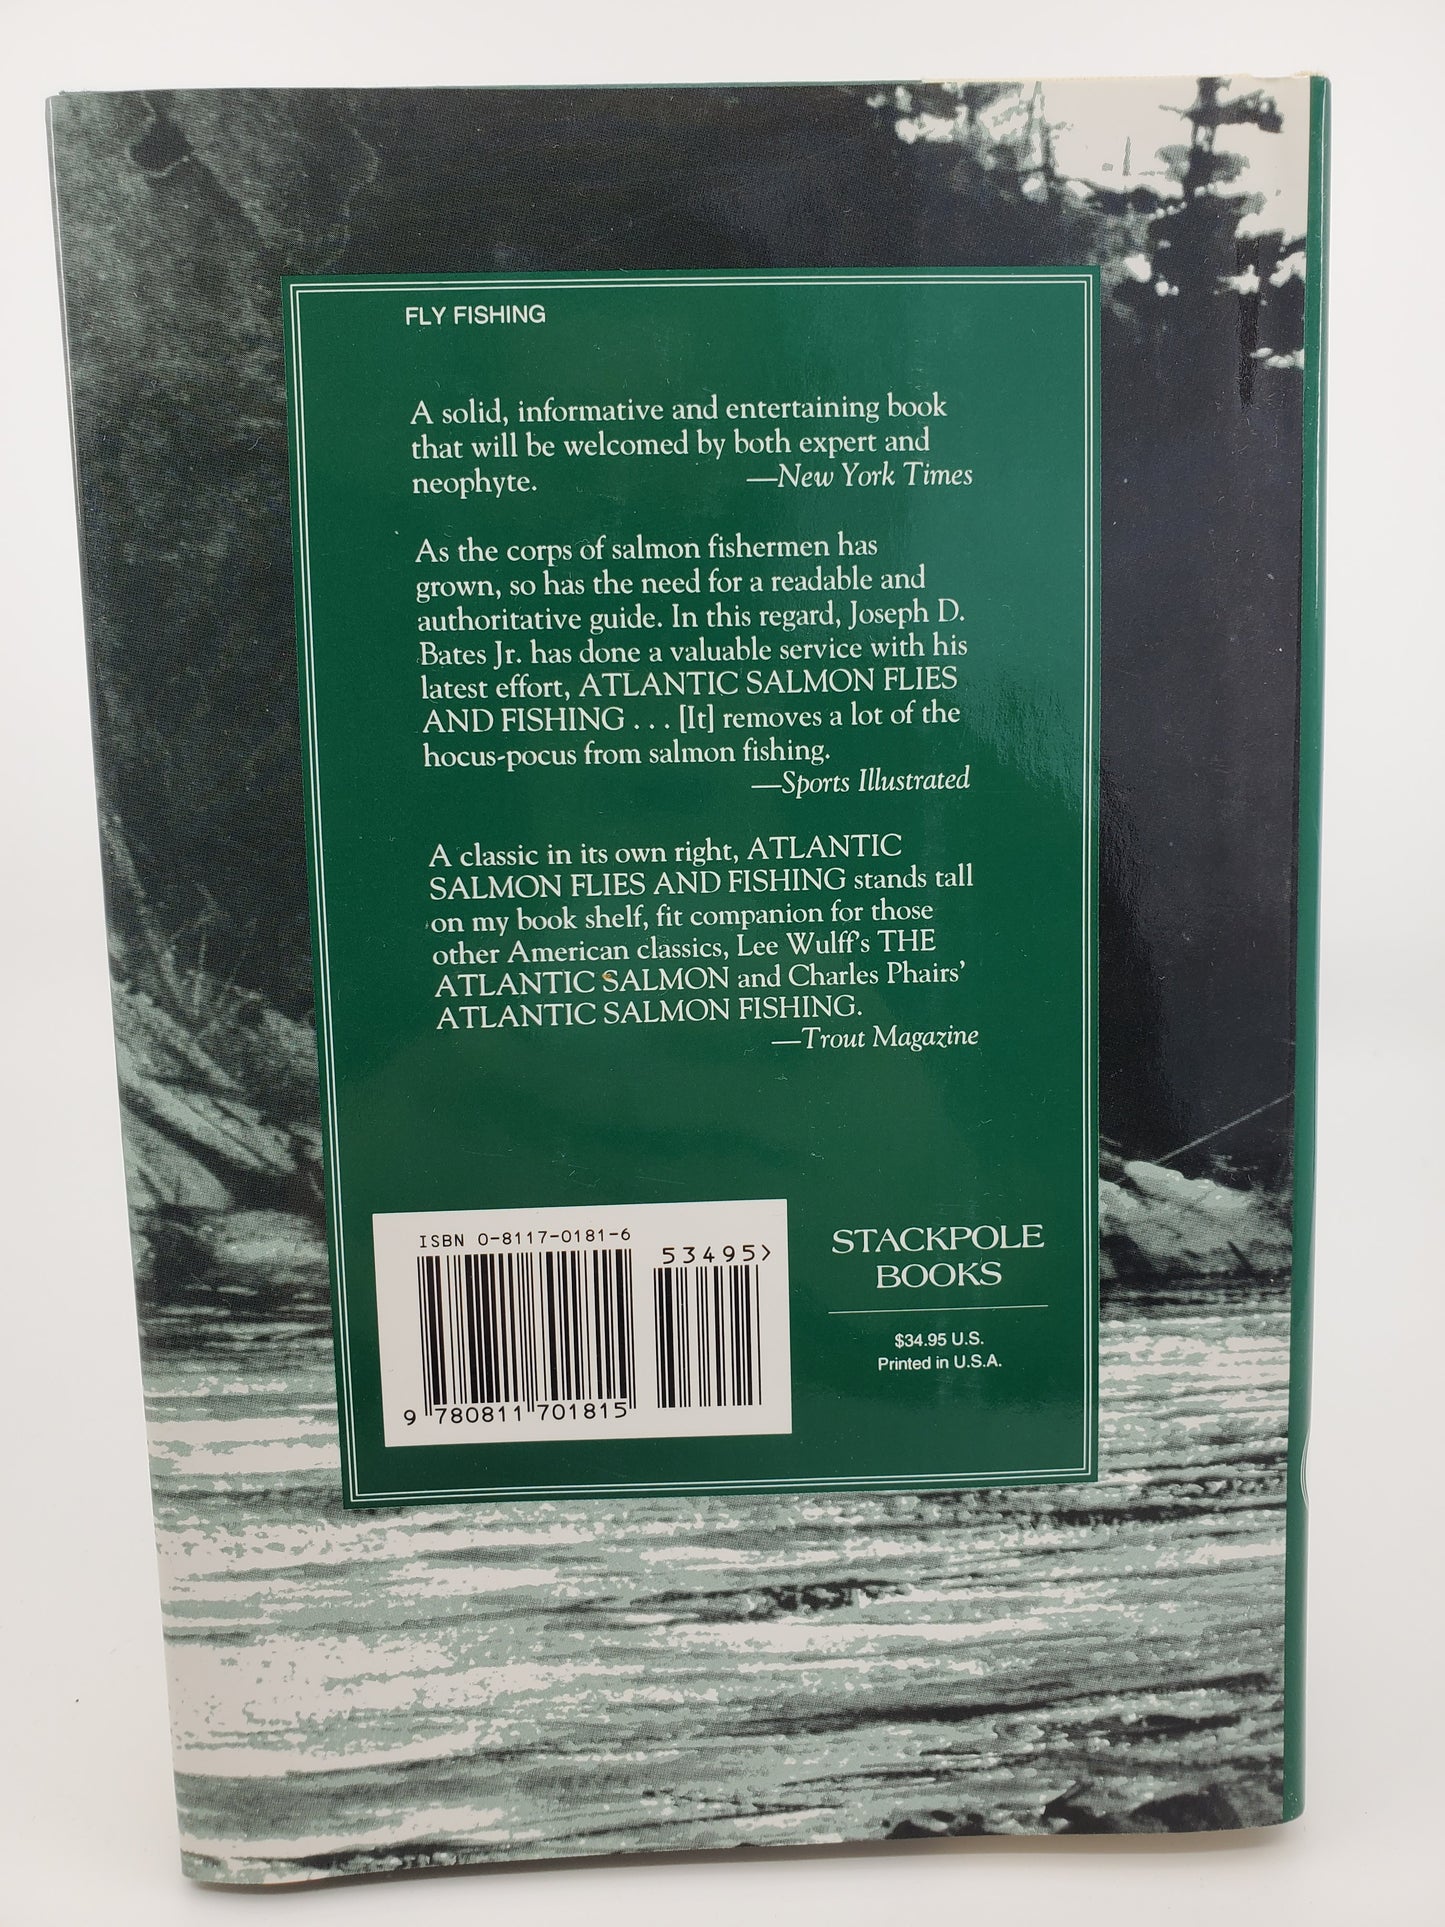 FLY FISHING
A solid, informative and entertaining book
that will be welcomed by both expert and
neophyte. —New York Times
As the corps of salmon fishermen has
grown, so has the need for a readable and
authoritative guide. In this regard, Joseph D.
Bates Jr. has done a valuable service with his
latest effort, ATLANTIC SALMON FLIES
AND FISHING . . . [It] removes a lot of the
hocus-pocus from salmon fishing.
—Sports Illustrated
A classic in its own right, ATLANTIC
SALMON FLIES AND FISHING stands tall
on my book shelf, fit companion for those
other American classics, Lee Wulff's THE
ATLANTIC SALMON and Charles Phairs'
ATLANTIC SALMON FISHING.
—Trout Magazine
ISBN 0-8117-0181-6
53495>
9 780811 701815
STACKPOLE
BOOKS
$34.95 U.S.
Printed in U.S.A.